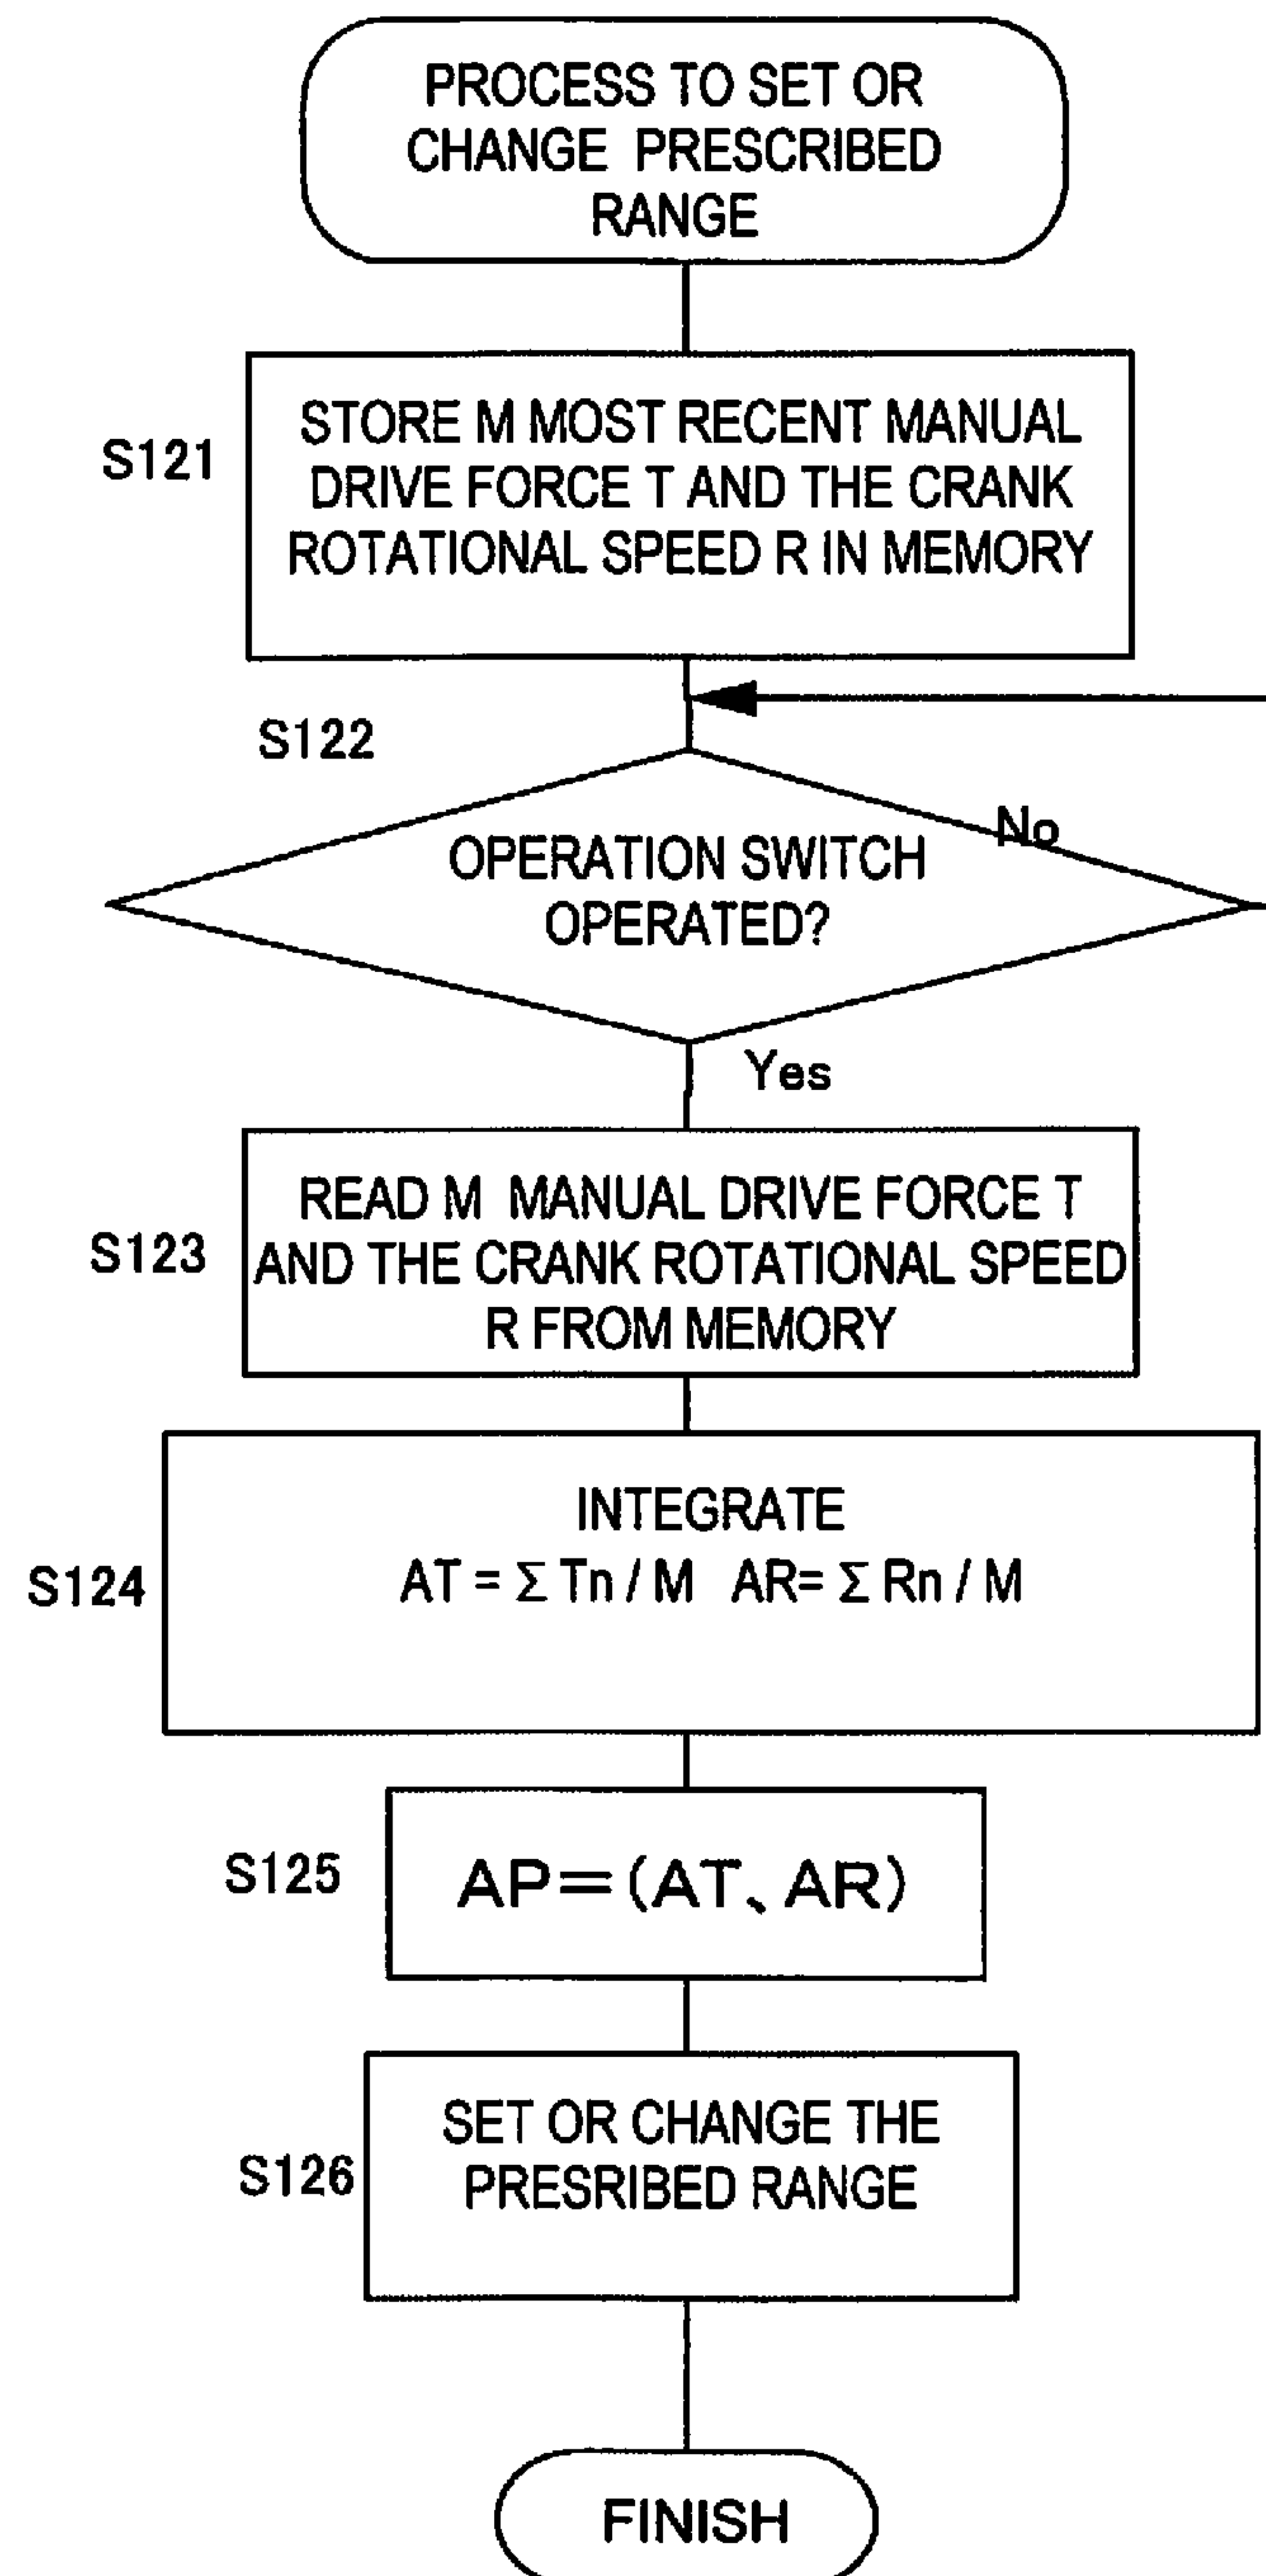 PROCESS TO SET OR
CHANGE PRESCRIBED
RANGE
S121
STORE M MOST RECENT MANUAL
DRIVE FORCE T AND THE CRANK
ROTATIONAL SPEED R IN MEMORY
S122
No
OPERATION SWITCH
OPERATED?
Yes
S123
READ M MANUAL DRIVE FORCE T
AND THE CRANK ROTATIONAL SPEED
R FROM MEMORY
S124
INTEGRATE
AT = Σ Tn / M AR= Σ Rn / M
S125
AP=(AT、AR)
S126
SET OR CHANGE THE
PRESRIBED RANGE
FINISH